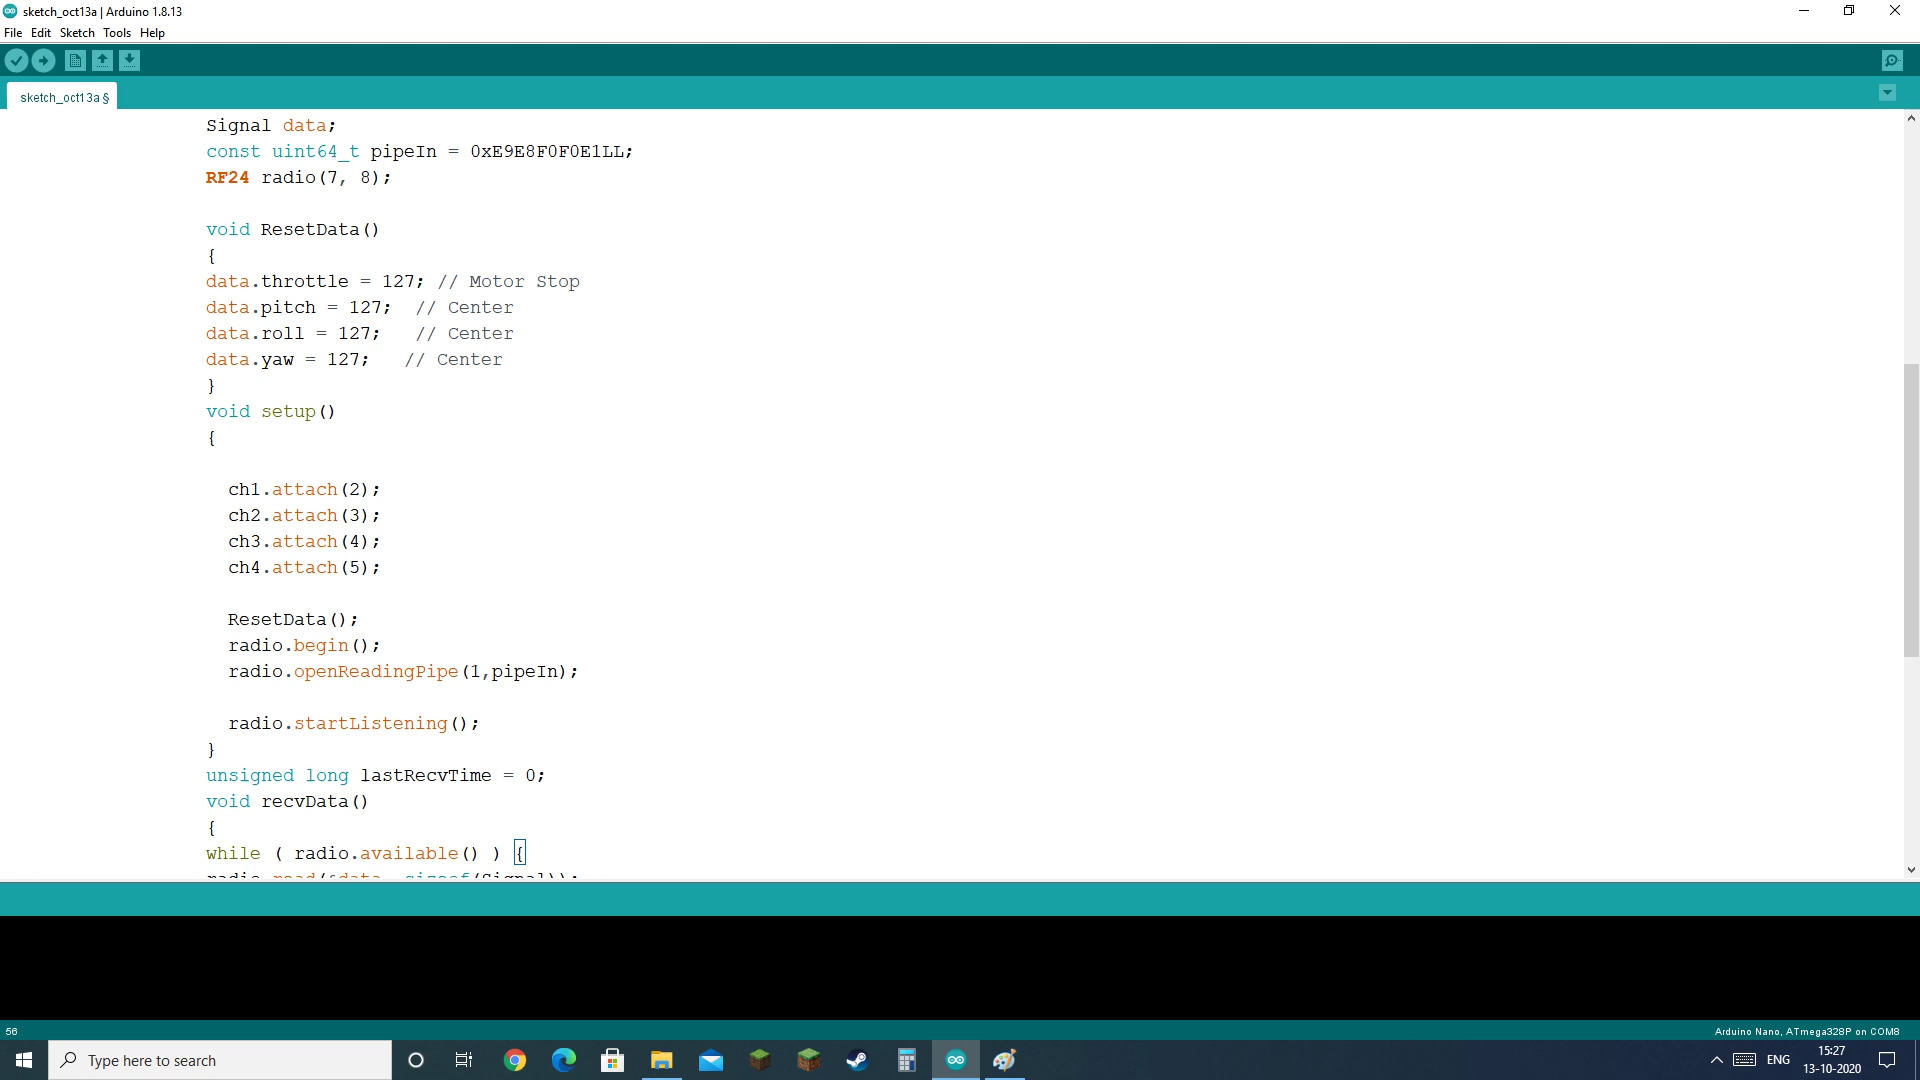 sketch_oct13a | Arduino 1.8.13
File Edit Sketch Tools Help
sketch_oct13a §
Signal data;
const uint64_t pipeIn = 0xE9E8F0F0E1LL;
RF24 radio(7, 8);
void ResetData()
{
data.throttle = 127; // Motor Stop
data.pitch = 127;  // Center
data.roll = 127;   // Center
data.yaw = 127;   // Center
}
void setup()
{
ch1.attach(2);
ch2.attach(3);
ch3.attach(4);
ch4.attach(5);
ResetData();
radio.begin();
radio.openReadingPipe(1,pipeIn);
radio.startListening();
}
unsigned long lastRecvTime = 0;
void recvData()
{
while ( radio.available() ) {
radio.read(&data, sizeof(Signal));
56
Arduino Nano, ATmega328P on COM8
Type here to search
ENG
15:27
13-10-2020